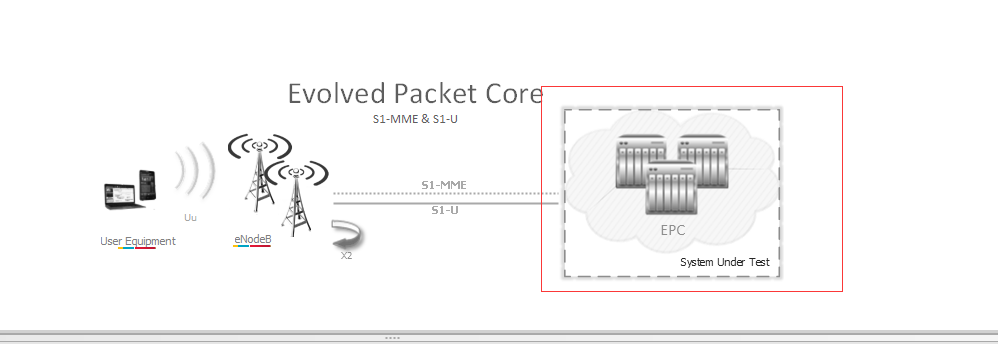 Evolved Packet Core
S1-MME & S1-U
S1-MME
S1-U
Uu
User Equipment
eNodeB
X2
EPC
System Under Test